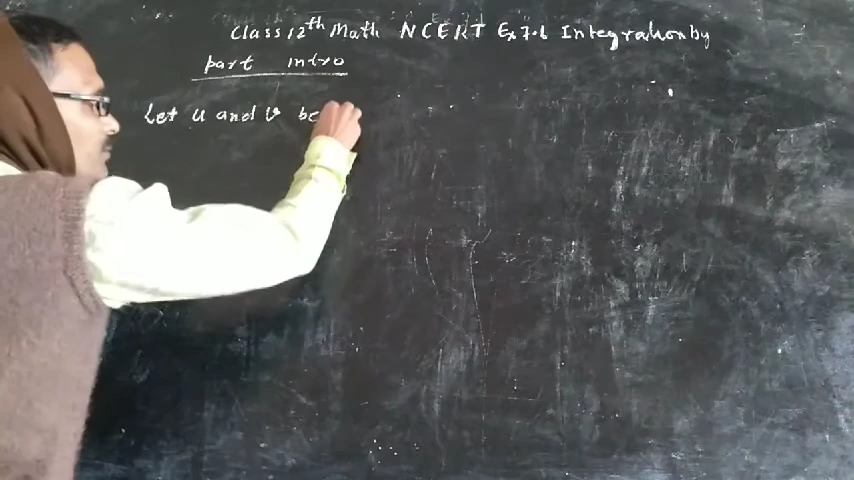 Class 12th Math NCERT Ex 7.6 Integration by
part intro
Let u and v be